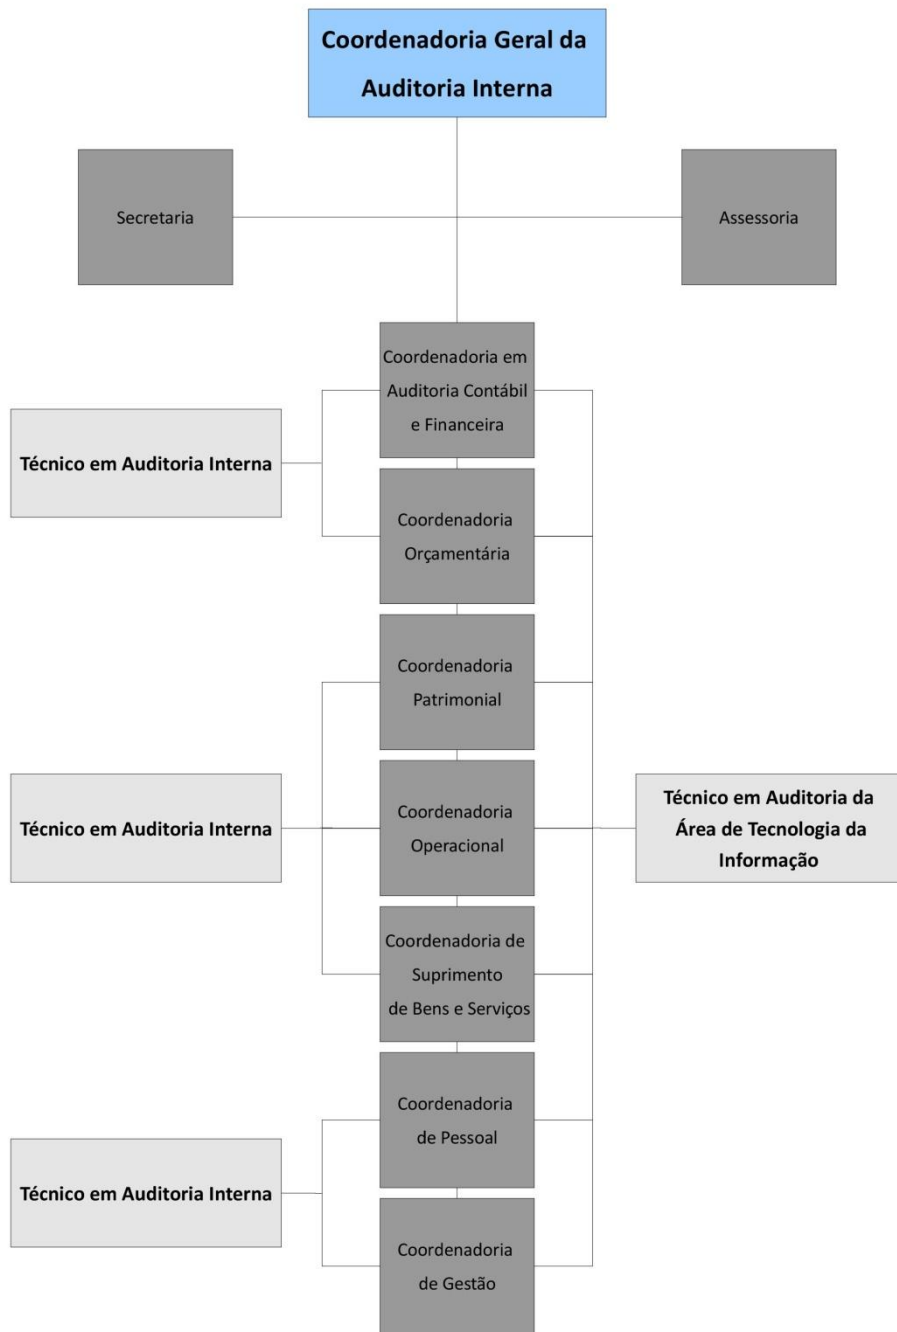 Coordenadoria Geral da
Auditoria Interna
Secretaria
Assessoria
Coordenadoria em
Auditoria Contábil
e Financeira
Técnico em Auditoria Interna
Coordenadoria
Orçamentária
Coordenadoria
Patrimonial
Técnico em Auditoria Interna
Coordenadoria
Operacional
Técnico em Auditoria da
Área de Tecnologia da
Informação
Coordenadoria de
Suprimento
de Bens e Serviços
Coordenadoria
de Pessoal
Técnico em Auditoria Interna
Coordenadoria
de Gestão